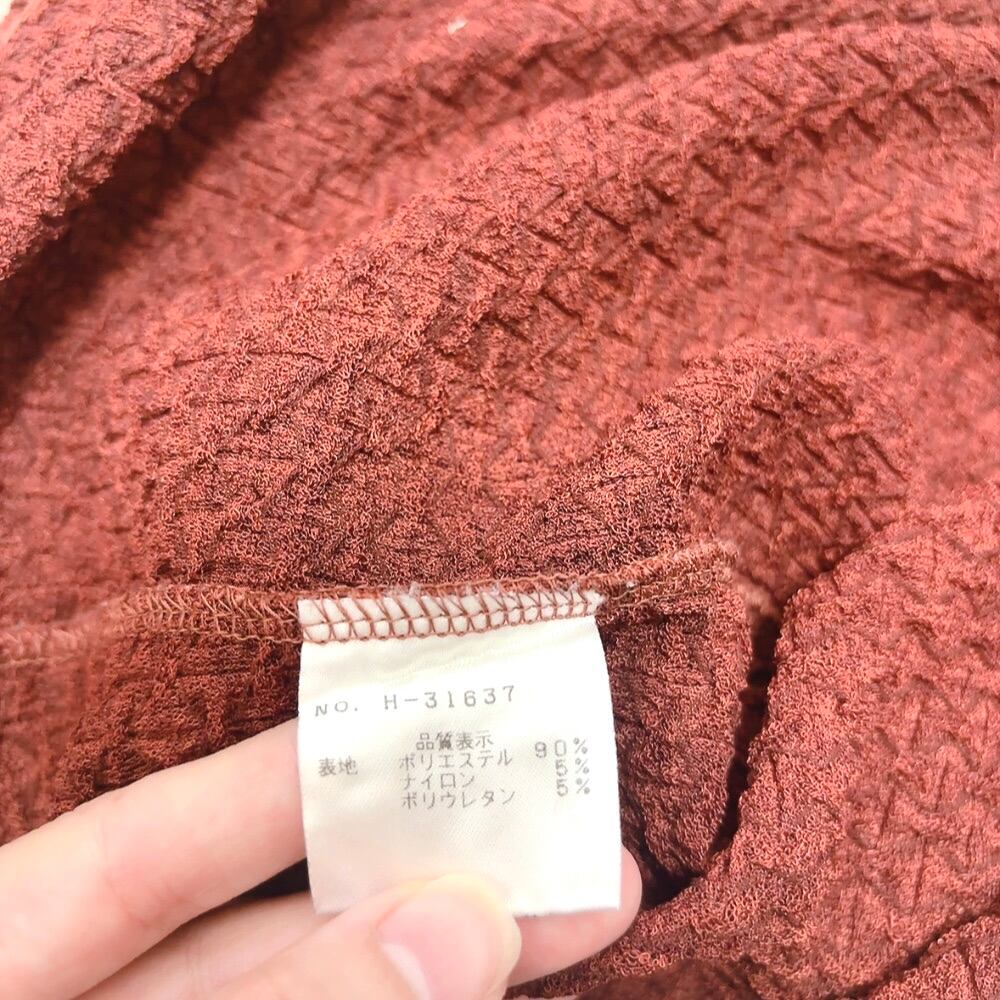 NO. H-31637
品質表示
表地 ポリエステル 90%
ナイロン 5%
ポリウレタン 5%